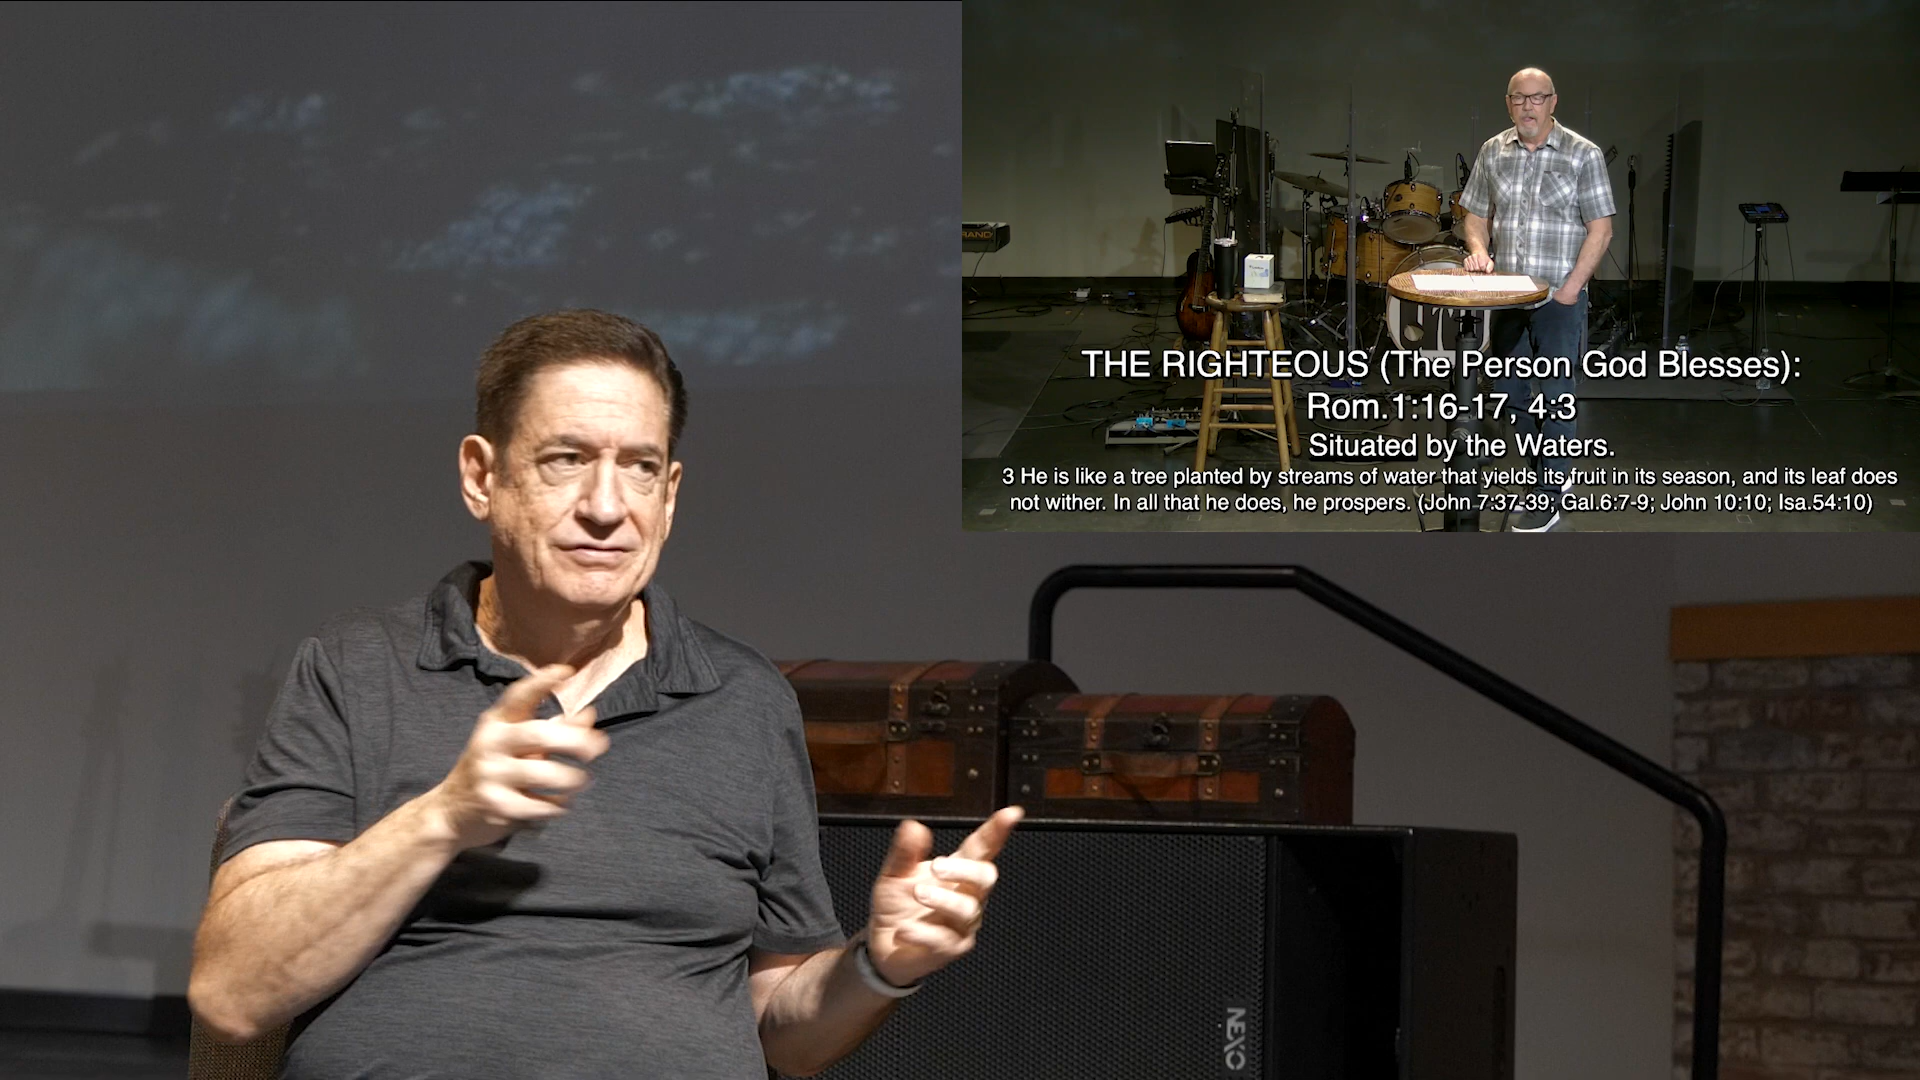 THE RIGHTEOUS (The Person God Blesses):
Rom.1:16-17, 4:3
Situated by the Waters.
3 He is like a tree planted by streams of water that yields its fruit in its season, and its leaf does
not wither. In all that he does, he prospers. (John 7:37-39; Gal.6:7-9; John 10:10; Isa.54:10)
NEXO